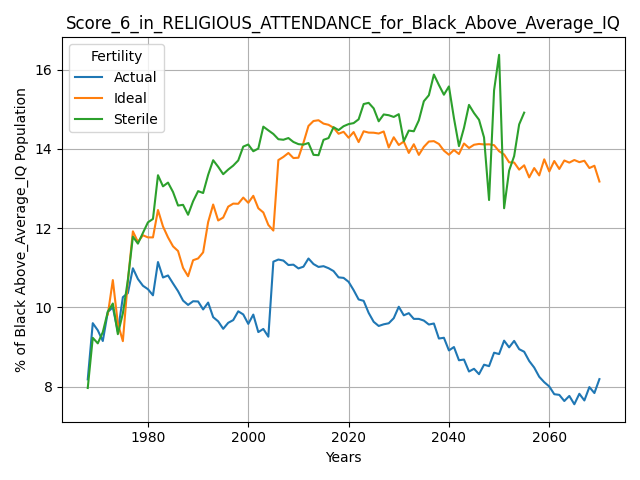 Score_6_in_RELIGIOUS_ATTENDANCE_for_Black_Above_Average_IQ
Fertility
Actual
Ideal
Sterile
% of Black Above_Average_IQ Population
16
14
12
10
8
1980
2000
2020
2040
2060
Years